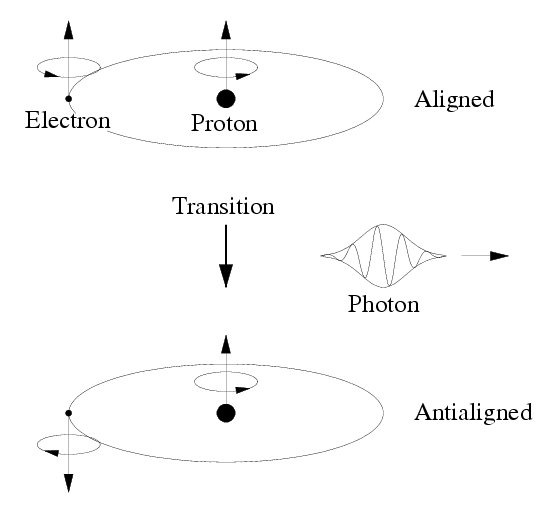 Aligned
Electron
Proton
Transition
Photon
Antialigned